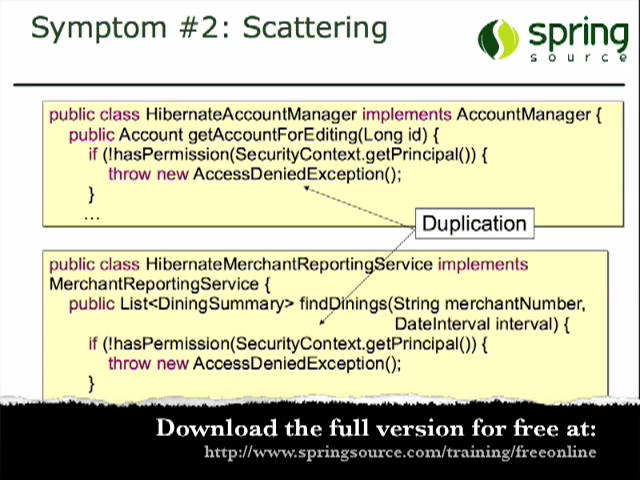 Symptom #2: Scattering
spring
source
public class HibernateAccountManager implements AccountManager {
public Account getAccountForEditing(Long id) {
if (!hasPermission(SecurityContext.getPrincipal()) {
throw new AccessDeniedException();
}
...
Duplication
public class HibernateMerchantReportingService implements
MerchantReportingService {
public List<DiningSummary> findDinings(String merchantNumber,
DateInterval interval) {
if (!hasPermission(SecurityContext.getPrincipal()) {
throw new AccessDeniedException();
}
Download the full version for free at:
http://www.springsource.com/training/freeonline